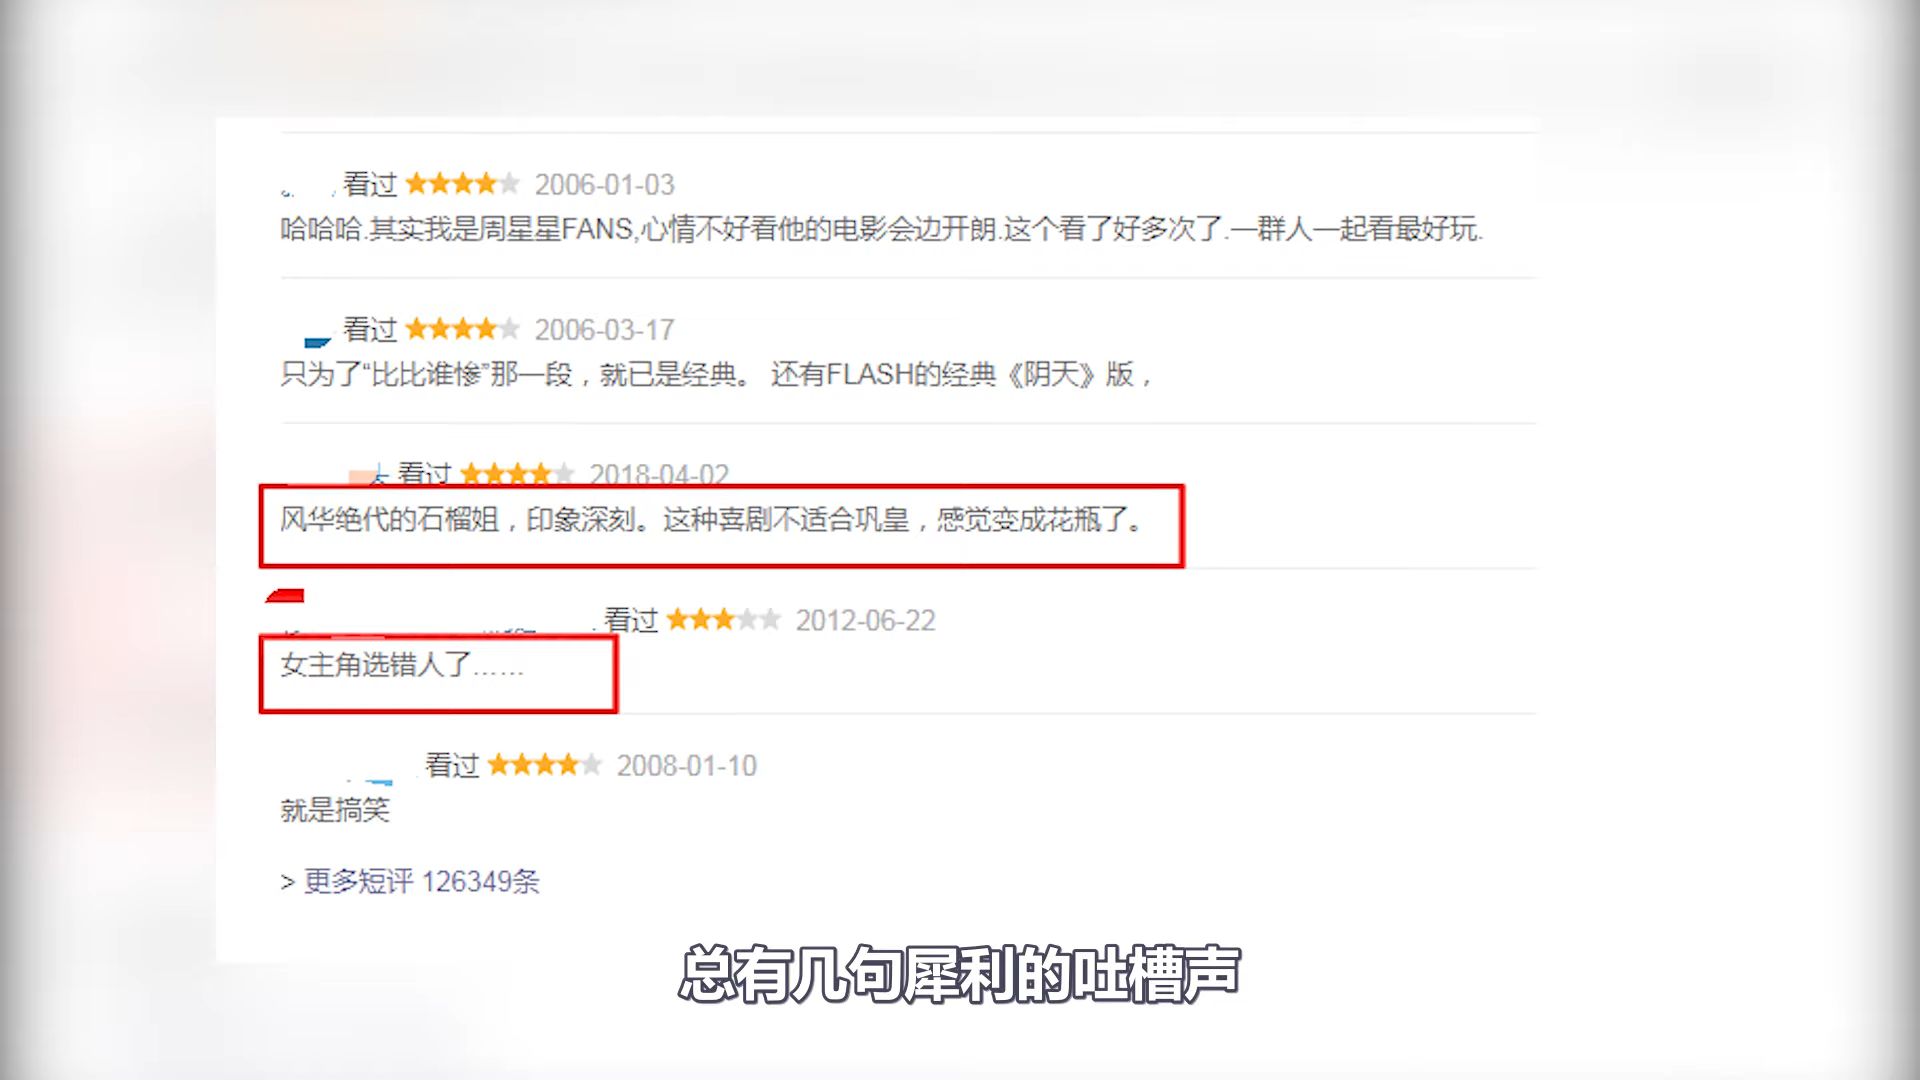 看过 2006-01-03
哈哈哈.其实我是周星星FANS,心情不好看他的电影会边开朗.这个看了好多次了.一群人一起看最好玩.
看过 2006-03-17
只为了“比比谁惨”那一段，就已是经典。 还有FLASH的经典《阴天》版，
看过 2018-04-02
风华绝代的石榴姐，印象深刻。这种喜剧不适合巩皇，感觉变成花瓶了。
看过 2012-06-22
女主角选错人了……
看过 2008-01-10
就是搞笑
> 更多短评 126349条
总有几句犀利的吐槽声